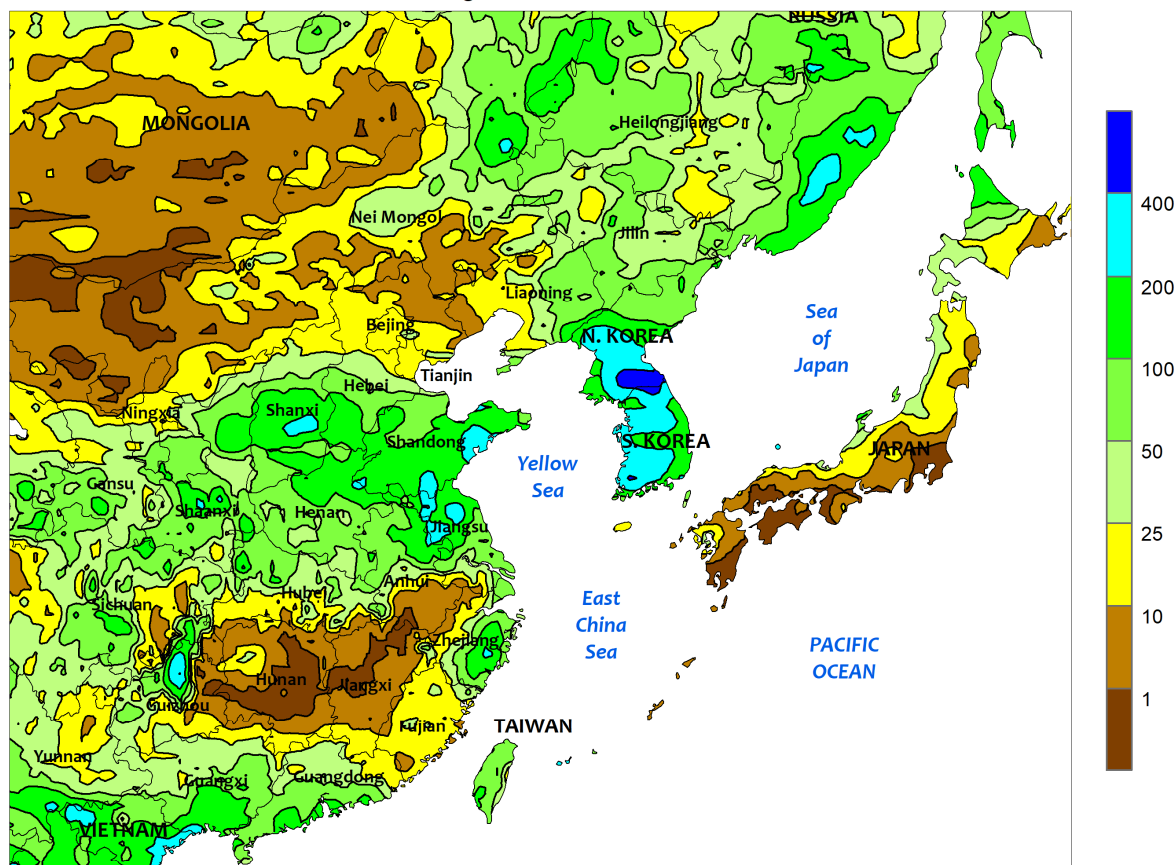 RUSSIA
MONGOLIA
Heilongjiang
Nei Mongol
Jilin
Liaoning
Bejing
N. KOREA
Tianjin
Hebei
Ningxia
Shanxi
Shandong
S. KOREA
JAPAN
Sea
of
Japan
Yellow
Sea
Gansu
Shaanxi
Henan
Jiangsu
Anhui
Hubei
Sichuan
Zhejiang
East
China
Sea
PACIFIC
OCEAN
Hunan
Jiangxi
Guizhou
Fujian
TAIWAN
Yunnan
Guangxi
Guangdong
VIETNAM
400
200
100
50
25
10
1